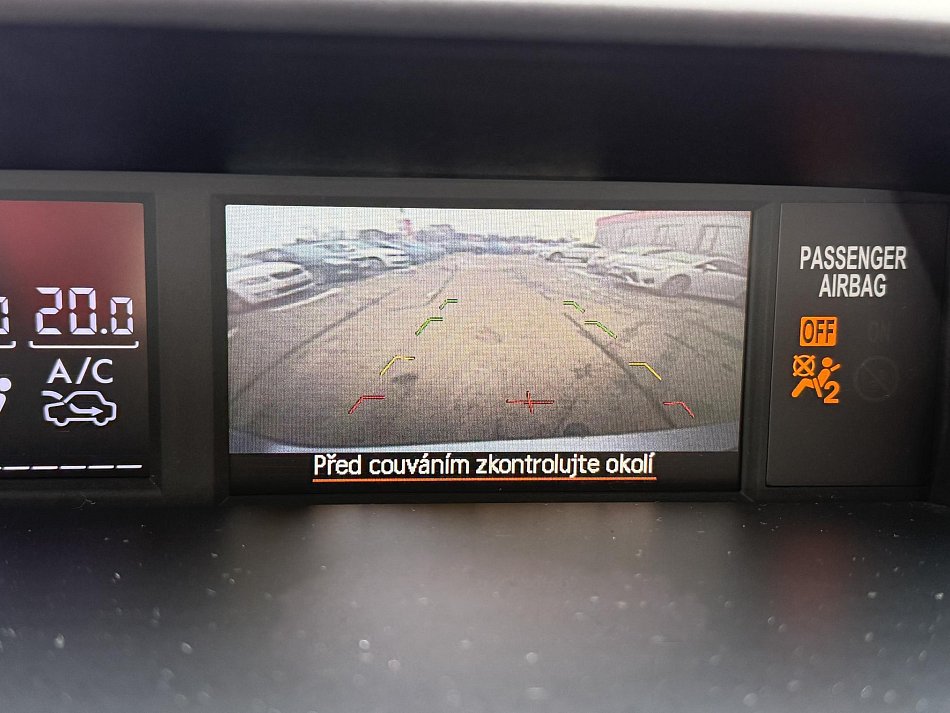 20.0
A/C
Před couváním zkontrolujte okolí
PASSENGER
AIRBAG
OFF
ON
2